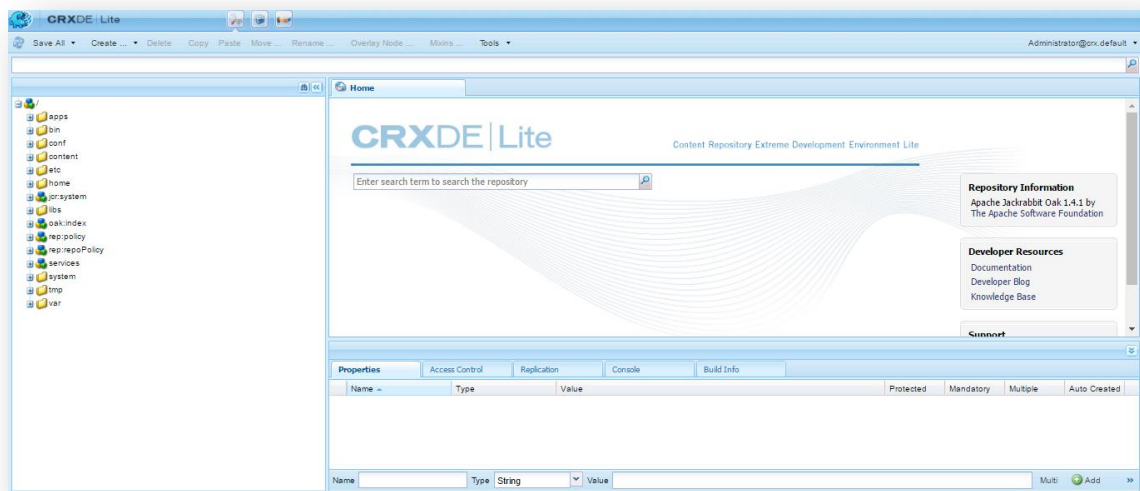 CRXDE | Lite
Save All Create ... Delete Copy Paste Move ... Rename ... Overlay Node ... Mixins ... Tools Administrator@crx.default
Home
/
apps
bin
conf
content
etc
home
jcr:system
libs
oak:index
rep:policy
rep:repoPolicy
services
system
tmp
var
CRXDE | Lite
Content Repository Extreme Development Environment Lite
Enter search term to search the repository
Repository Information
Apache Jackrabbit Oak 1.4.1 by
The Apache Software Foundation
Developer Resources
Documentation
Developer Blog
Knowledge Base
Support
Properties Access Control Replication Console Build Info
Name Type Value Protected Mandatory Multiple Auto Created
Name Type String Value Multi Add »